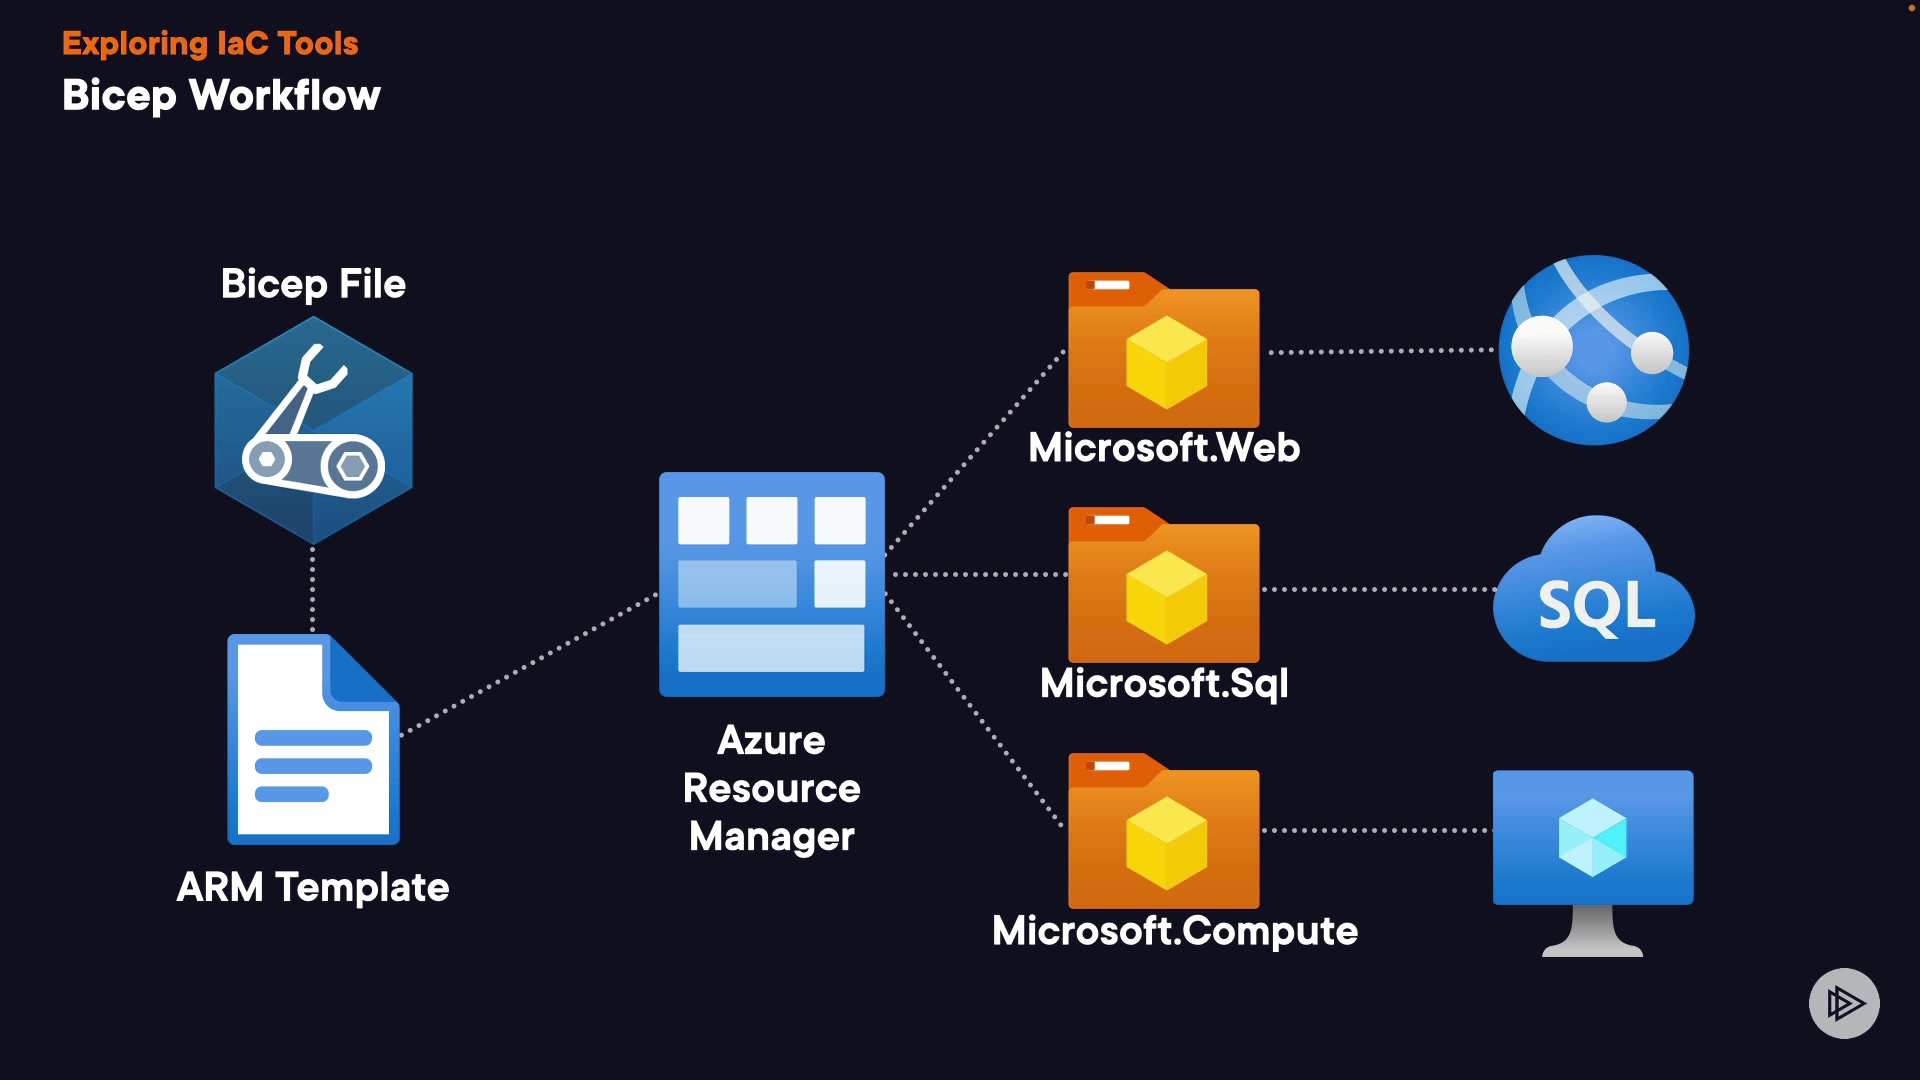 Exploring IaC Tools
Bicep Workflow
Bicep File
ARM Template
Azure
Resource
Manager
Microsoft.Web
Microsoft.Sql
SQL
Microsoft.Compute